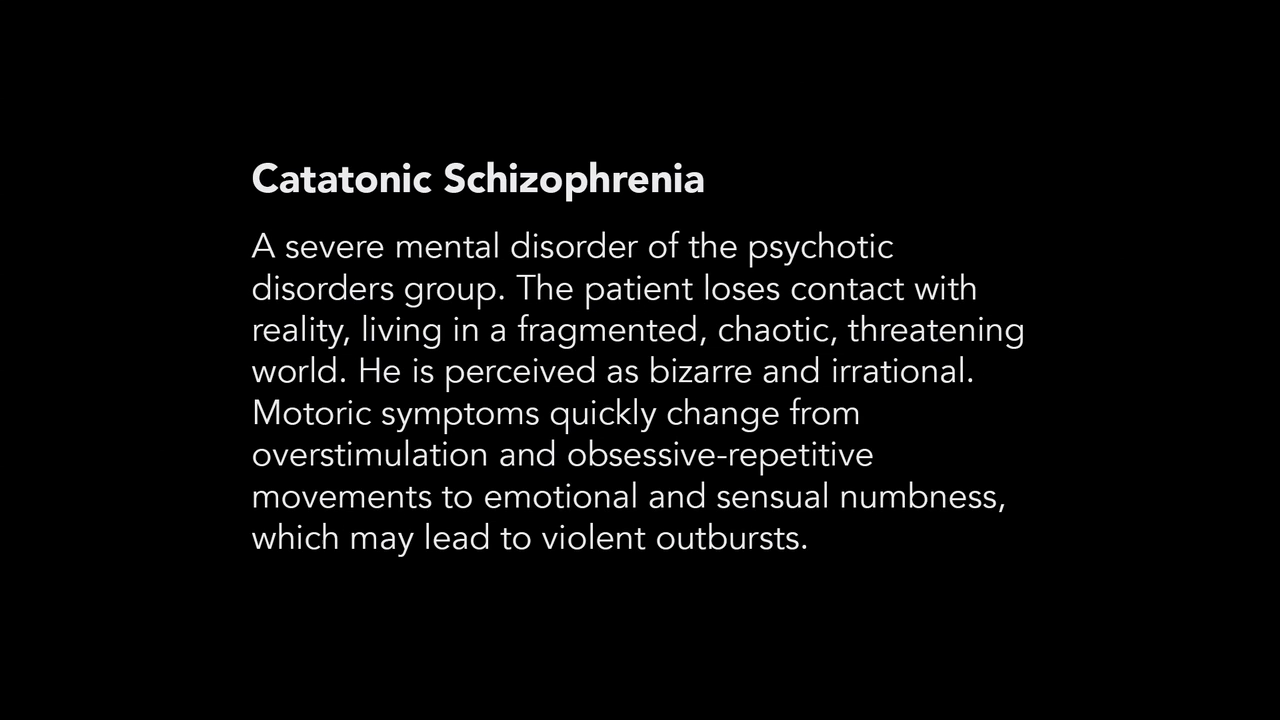 Catatonic Schizophrenia
A severe mental disorder of the psychotic
disorders group. The patient loses contact with
reality, living in a fragmented, chaotic, threatening
world. He is perceived as bizarre and irrational.
Motoric symptoms quickly change from
overstimulation and obsessive-repetitive
movements to emotional and sensual numbness,
which may lead to violent outbursts.